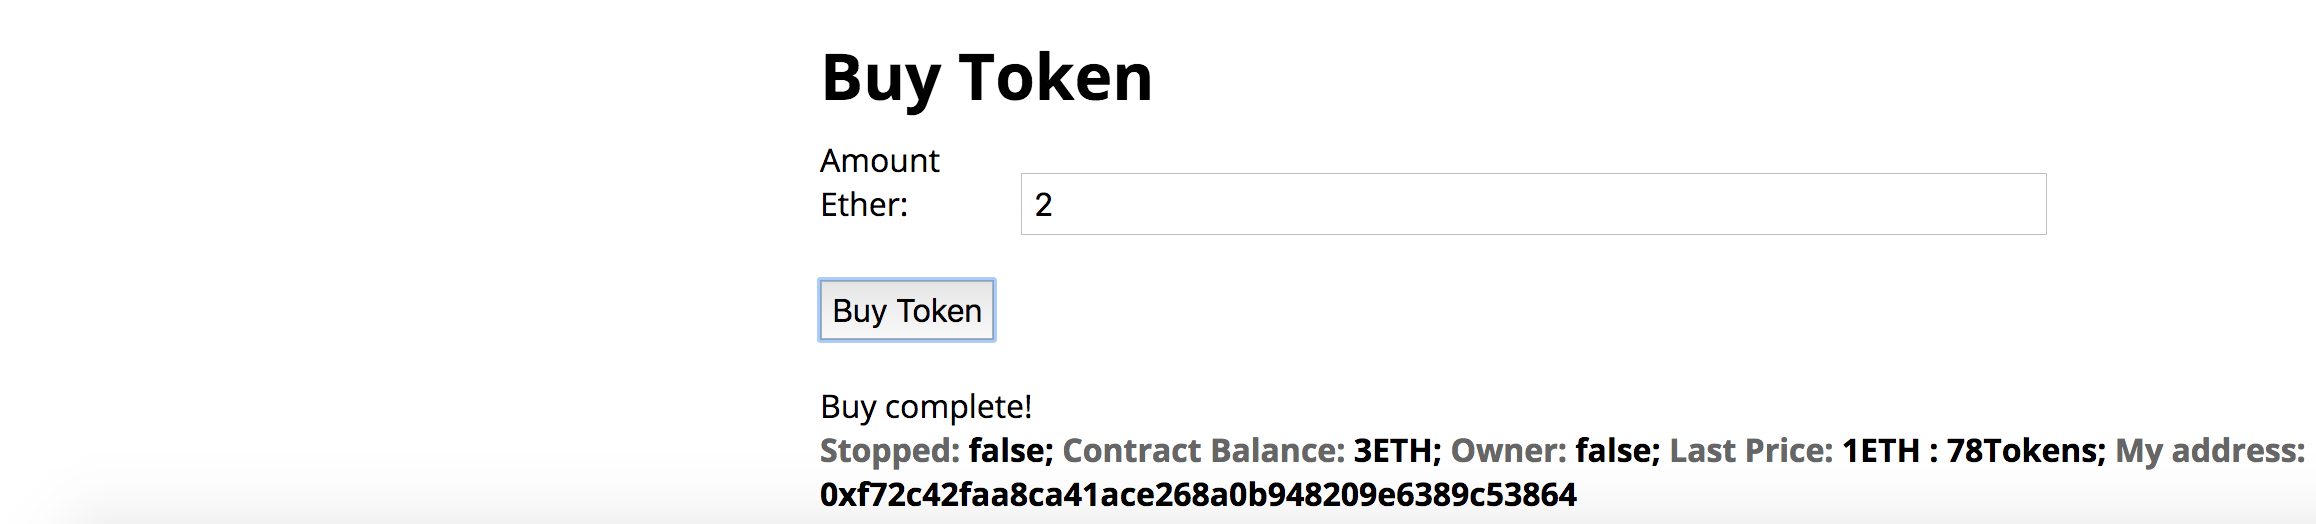 Buy Token
Amount
Ether:
2
Buy Token
Buy complete!
Stopped: false; Contract Balance: 3ETH; Owner: false; Last Price: 1ETH : 78Tokens; My address:
0xf72c42faa8ca41ace268a0b948209e6389c53864